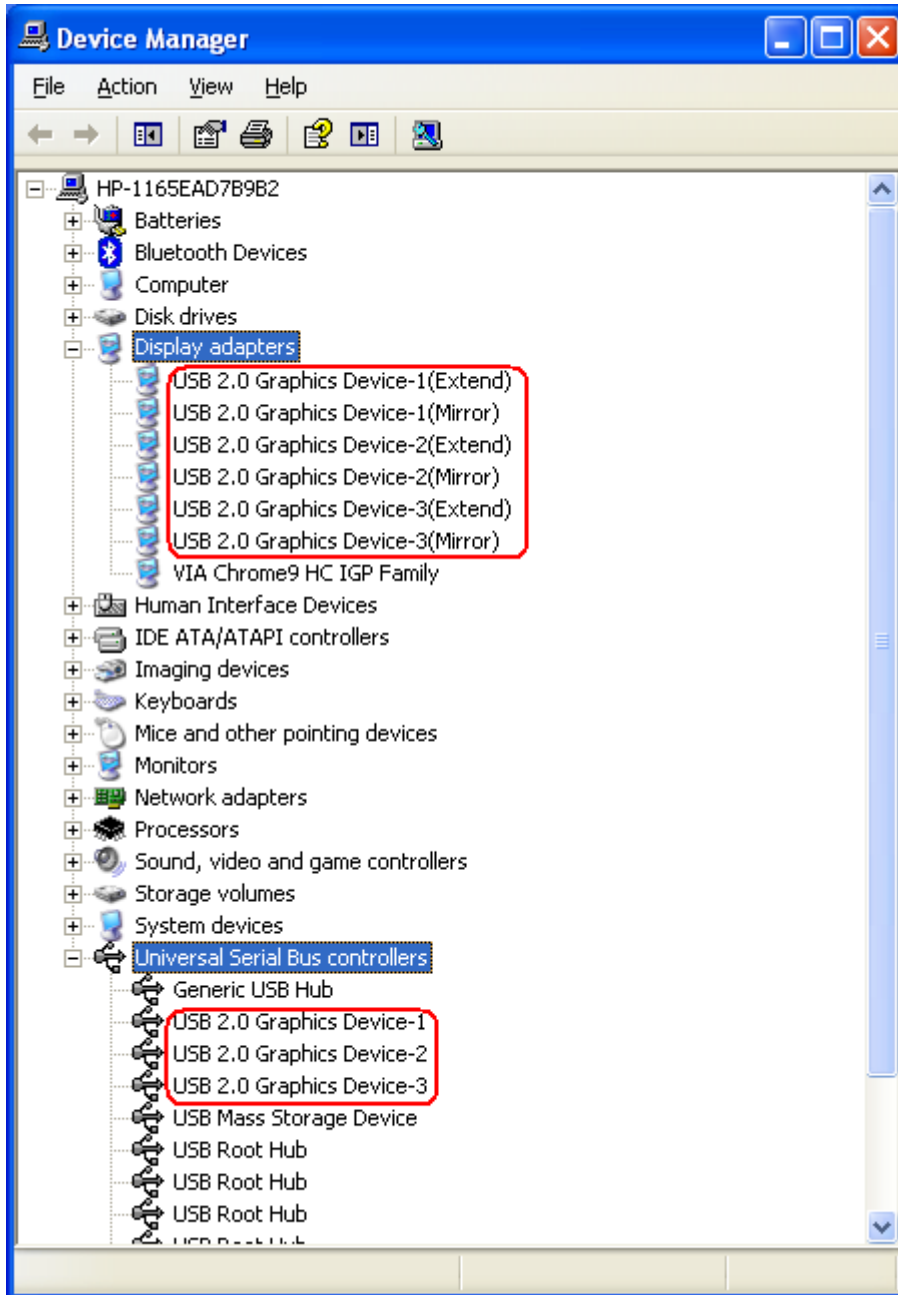 Device Manager
File Action View Help
HP-1165EAD7B9B2
Batteries
Bluetooth Devices
Computer
Disk drives
Display adapters
USB 2.0 Graphics Device-1(Extend)
USB 2.0 Graphics Device-1(Mirror)
USB 2.0 Graphics Device-2(Extend)
USB 2.0 Graphics Device-2(Mirror)
USB 2.0 Graphics Device-3(Extend)
USB 2.0 Graphics Device-3(Mirror)
VIA Chrome9 HC IGP Family
Human Interface Devices
IDE ATA/ATAPI controllers
Imaging devices
Keyboards
Mice and other pointing devices
Monitors
Network adapters
Processors
Sound, video and game controllers
Storage volumes
System devices
Universal Serial Bus controllers
Generic USB Hub
USB 2.0 Graphics Device-1
USB 2.0 Graphics Device-2
USB 2.0 Graphics Device-3
USB Mass Storage Device
USB Root Hub
USB Root Hub
USB Root Hub
USB Root Hub